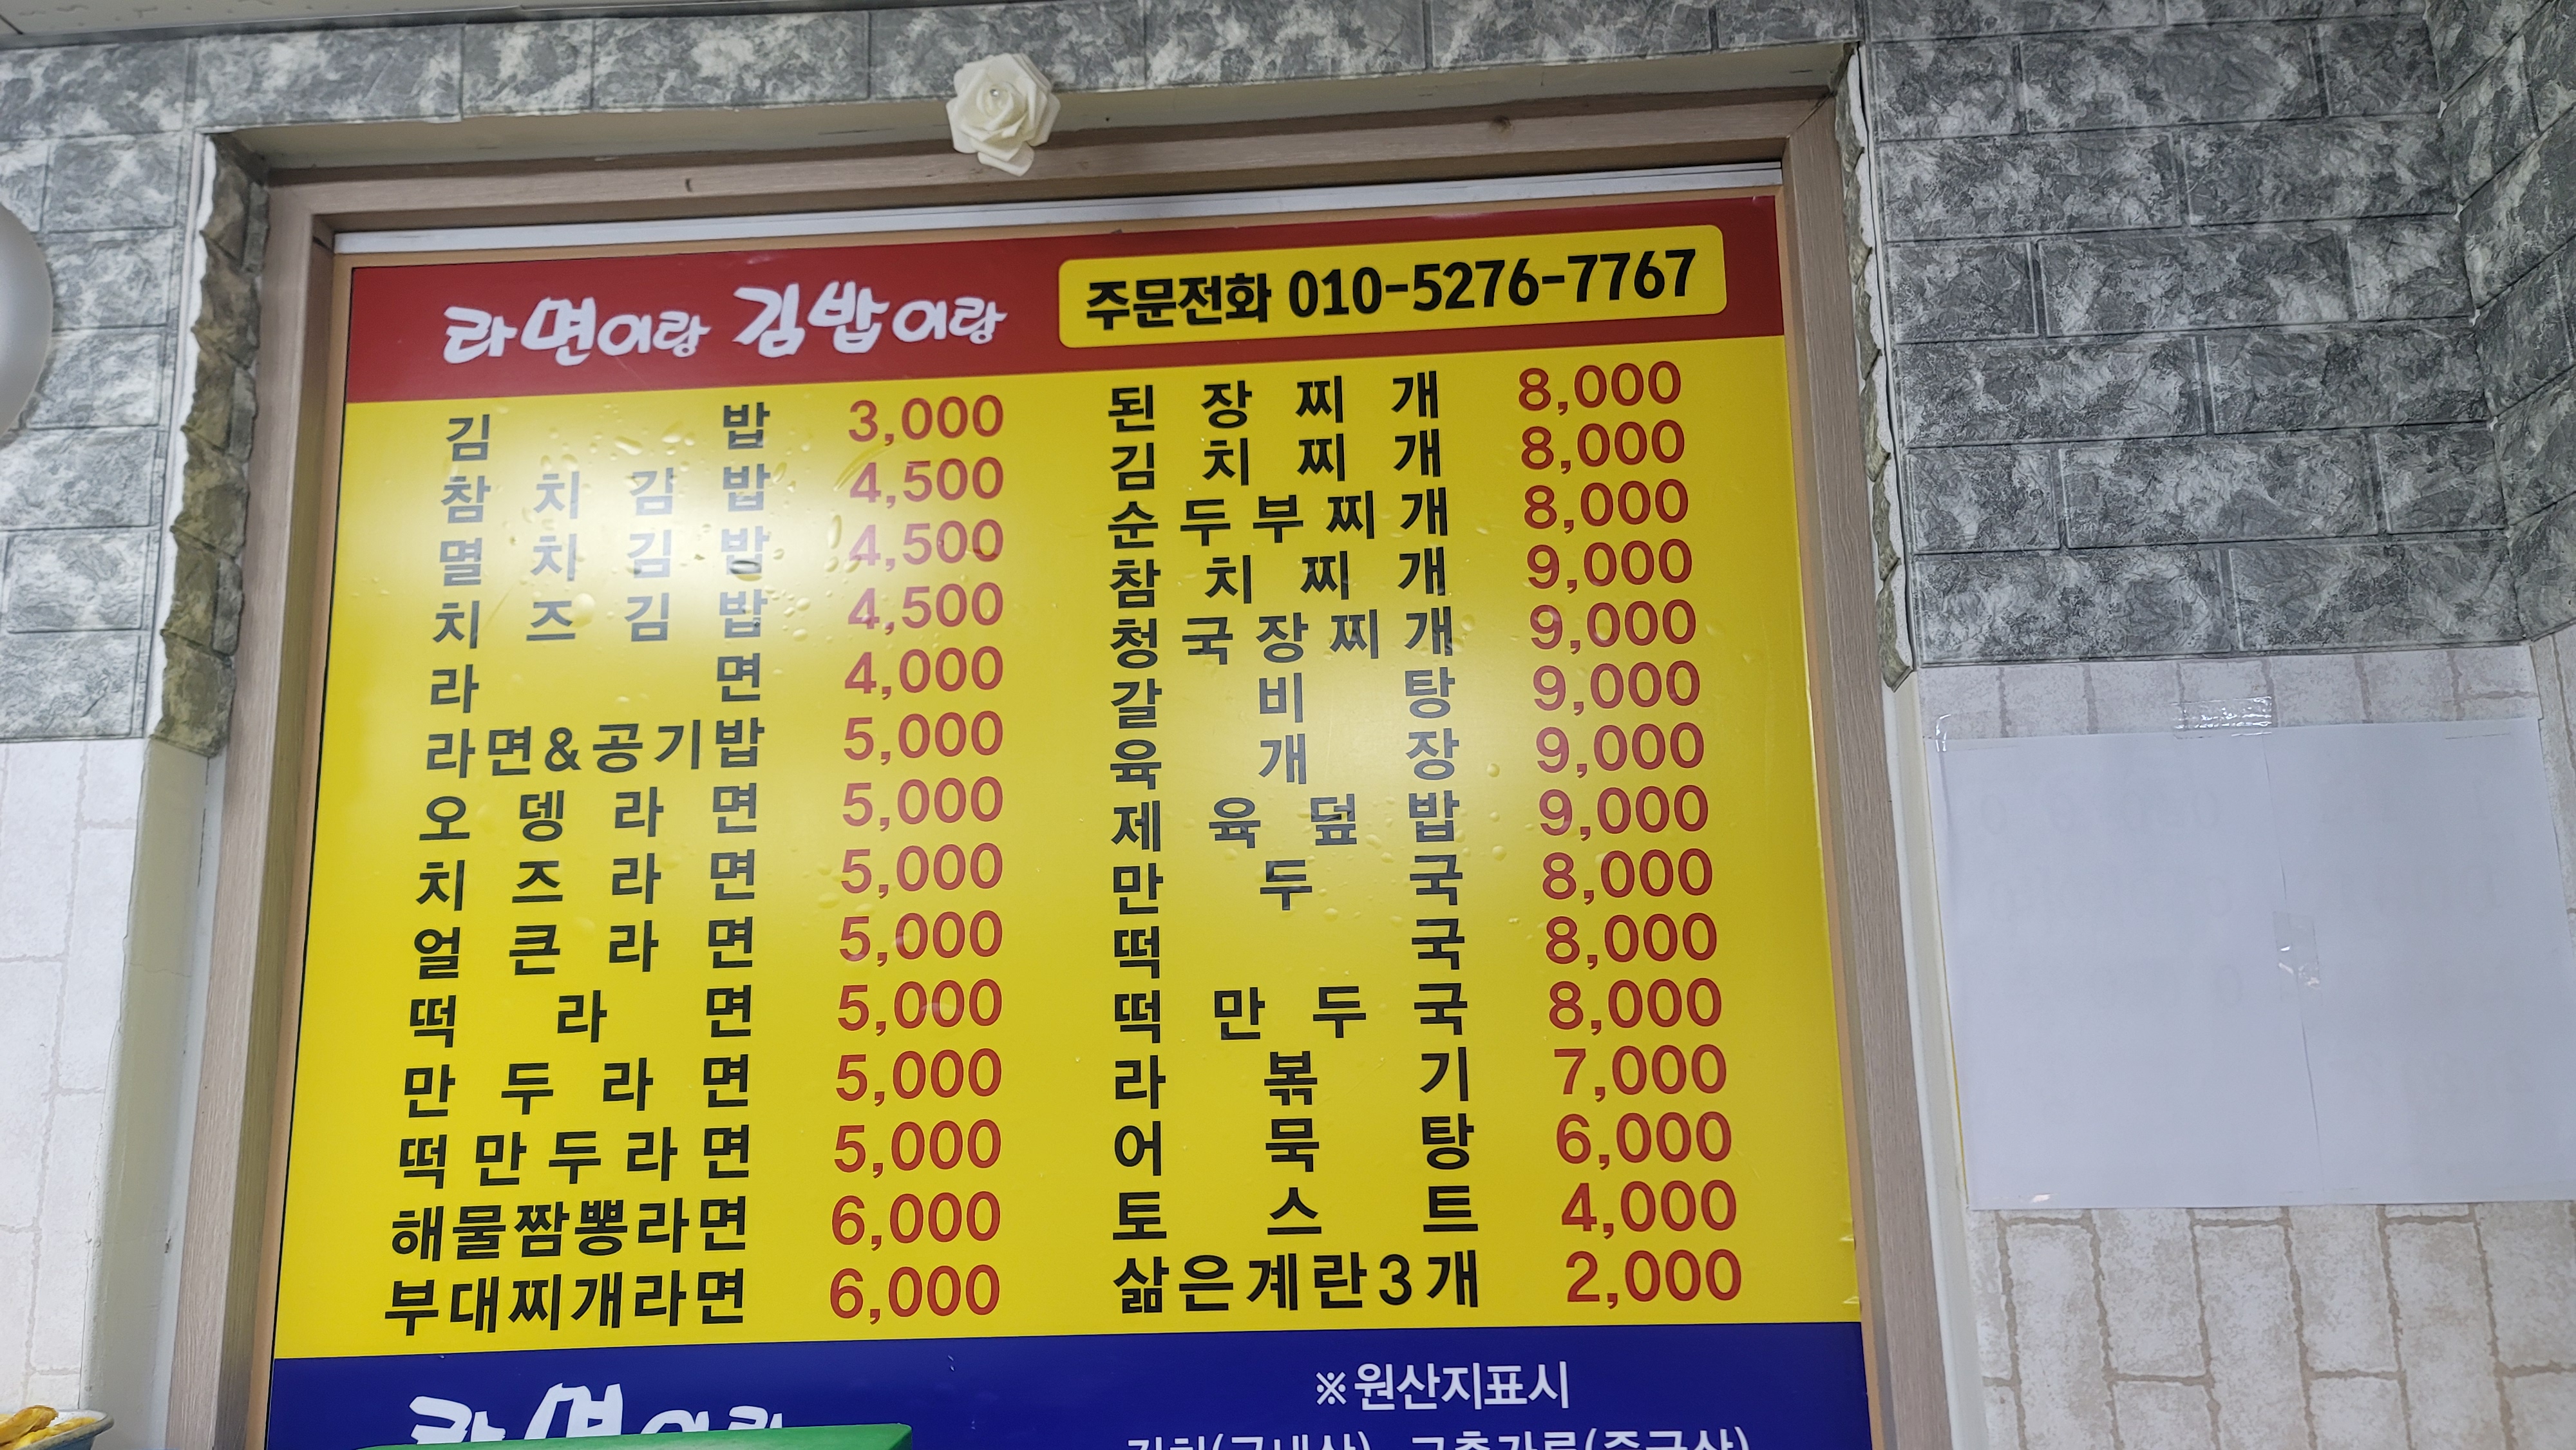 라면이랑 김밥이랑
주문전화 010-5276-7767
김밥 3,000
참치김밥 4,500
멸치김밥 4,500
치즈김밥 4,500
라면 4,000
라면&공기밥 5,000
오뎅라면 5,000
치즈라면 5,000
얼큰라면 5,000
떡라면 5,000
만두라면 5,000
떡만두라면 5,000
해물짬뽕라면 6,000
부대찌개라면 6,000
된장찌개 8,000
김치찌개 8,000
순두부찌개 8,000
참치찌개 9,000
청국장찌개 9,000
갈비탕 9,000
육개장 9,000
제육덮밥 9,000
만두국 8,000
떡국 8,000
떡만두국 8,000
라볶기 7,000
어묵탕 6,000
토스트 4,000
삶은계란3개 2,000
라면이랑
※원산지표시